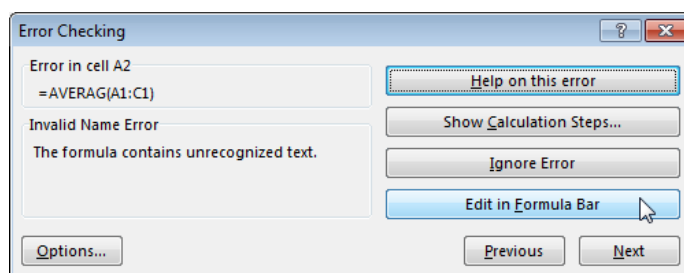 Error Checking
Error in cell A2
=AVERAG(A1:C1)
Invalid Name Error
The formula contains unrecognized text.
Help on this error
Show Calculation Steps...
Ignore Error
Edit in Formula Bar
Options...
Previous
Next